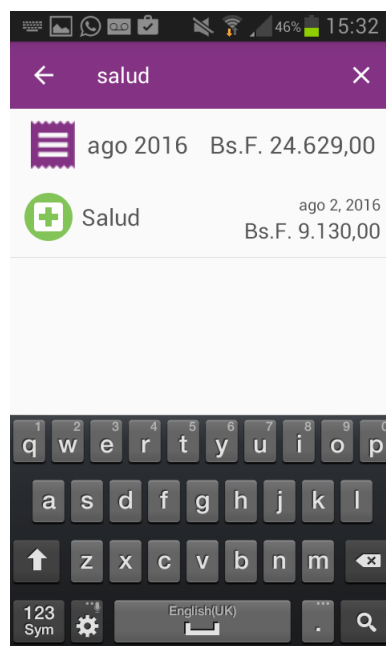 46% 15:32
salud
ago 2016 Bs.F. 24.629,00
Salud
ago 2, 2016
Bs.F. 9.130,00
1 2 3 4 5 6 7 8 9 0
q w e r t y u i o p
a s d f g h j k l
z x c v b n m
123
Sym
English(UK)
.